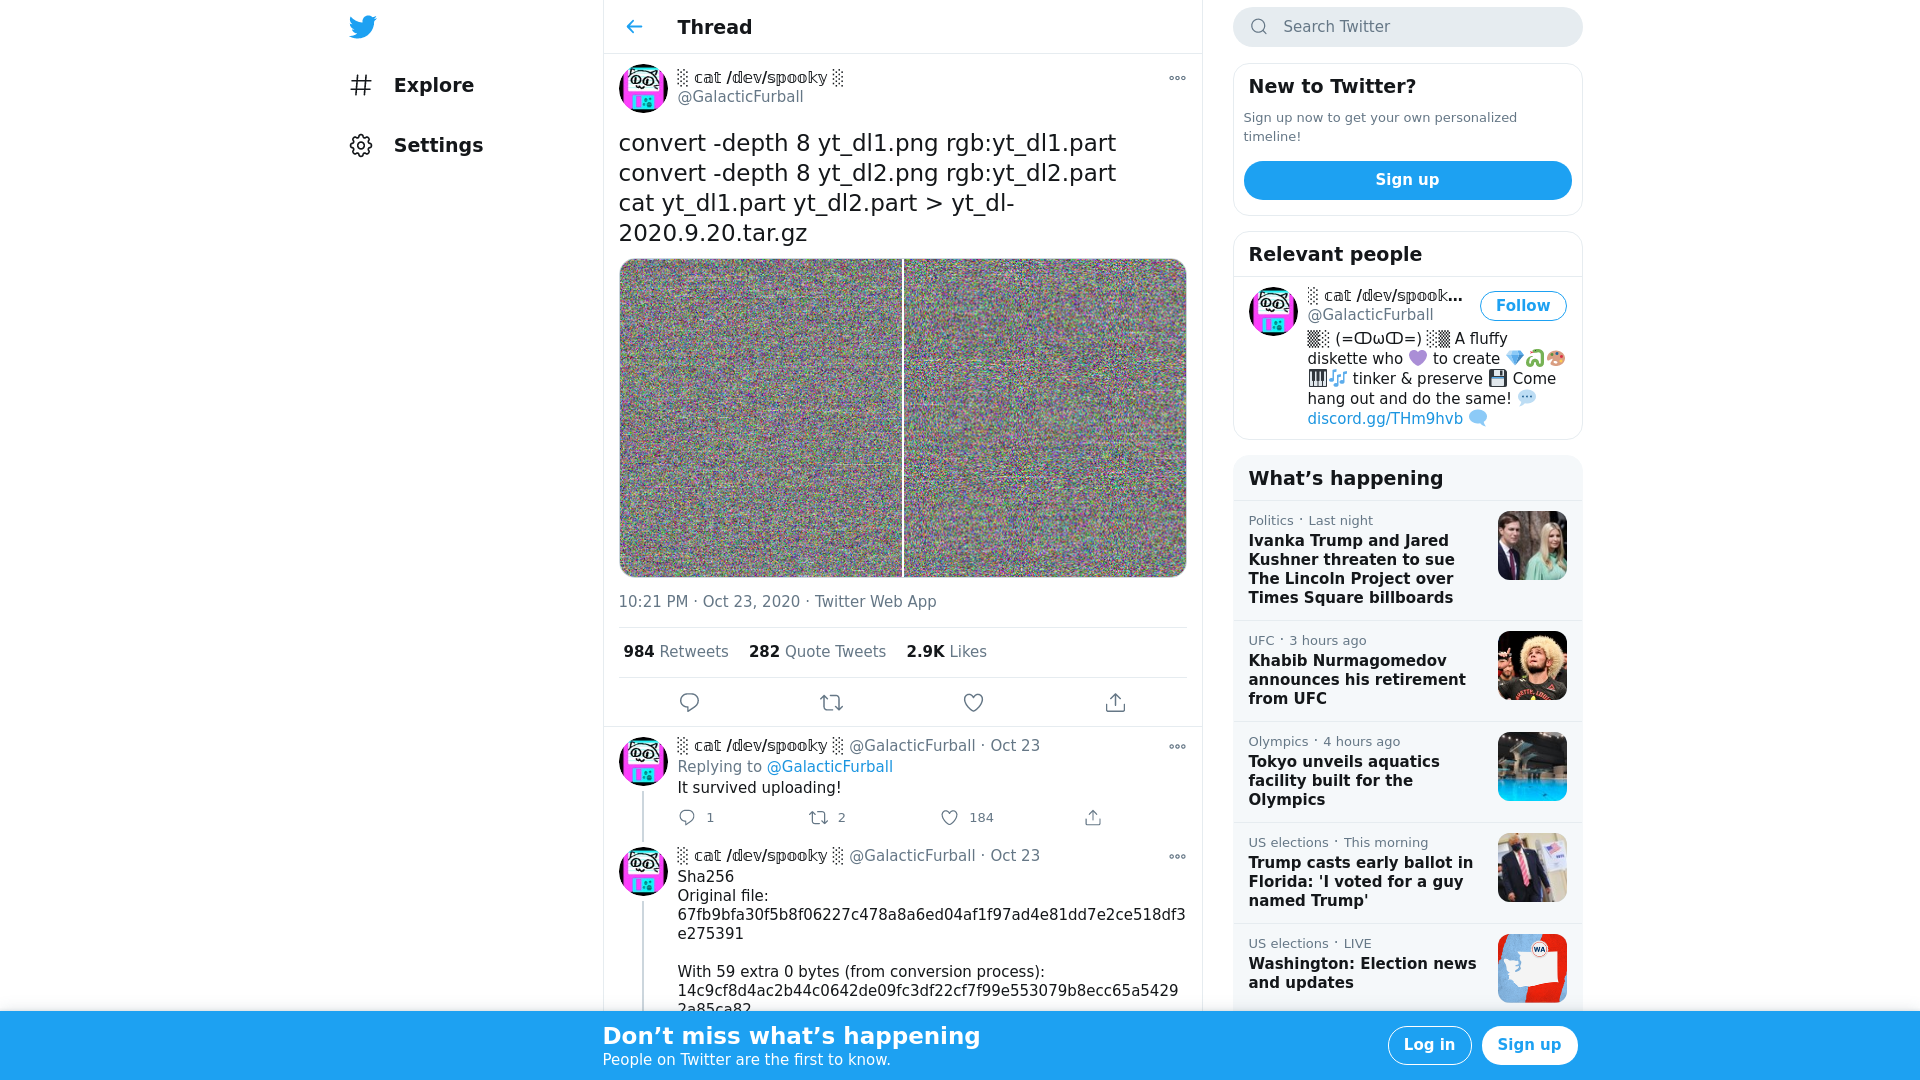 Explore
Settings
Thread
░ 𝕔𝕒𝕥 /𝕕𝕖𝕧/𝕤𝕡𝕠𝕠𝕜𝕪 ░
@GalacticFurball
convert -depth 8 yt_dl1.png rgb:yt_dl1.part
convert -depth 8 yt_dl2.png rgb:yt_dl2.part
cat yt_dl1.part yt_dl2.part > yt_dl-
2020.9.20.tar.gz
10:21 PM · Oct 23, 2020 · Twitter Web App
984 Retweets 282 Quote Tweets 2.9K Likes
░ 𝕔𝕒𝕥 /𝕕𝕖𝕧/𝕤𝕡𝕠𝕠𝕜𝕪 ░ @GalacticFurball · Oct 23
Replying to @GalacticFurball
It survived uploading!
1 2 184
░ 𝕔𝕒𝕥 /𝕕𝕖𝕧/𝕤𝕡𝕠𝕠𝕜𝕪 ░ @GalacticFurball · Oct 23
Sha256
Original file:
67fb9bfa30f5b8f06227c478a8a6ed04af1f97ad4e81dd7e2ce518df3
e275391
With 59 extra 0 bytes (from conversion process):
14c9cf8d4ac2b44c0642de09fc3df22cf7f99e553079b8ecc65a5429
2a85ca82
Search Twitter
New to Twitter?
Sign up now to get your own personalized
timeline!
Sign up
Relevant people
░ 𝕔𝕒𝕥 /𝕕𝕖𝕧/𝕤𝕡𝕠𝕠𝕜...
@GalacticFurball
Follow
▓░ (=ↀωↀ=) ░▓ A fluffy
diskette who 💜 to create 💎🐉🎨
🎹🎶 tinker & preserve 💾 Come
hang out and do the same! 💬
discord.gg/THm9hvb 🗨
What's happening
Politics · Last night
Ivanka Trump and Jared
Kushner threaten to sue
The Lincoln Project over
Times Square billboards
UFC · 3 hours ago
Khabib Nurmagomedov
announces his retirement
from UFC
Olympics · 4 hours ago
Tokyo unveils aquatics
facility built for the
Olympics
US elections · This morning
Trump casts early ballot in
Florida: 'I voted for a guy
named Trump'
US elections · LIVE
Washington: Election news
and updates
WA
Don't miss what's happening
People on Twitter are the first to know.
Log in
Sign up